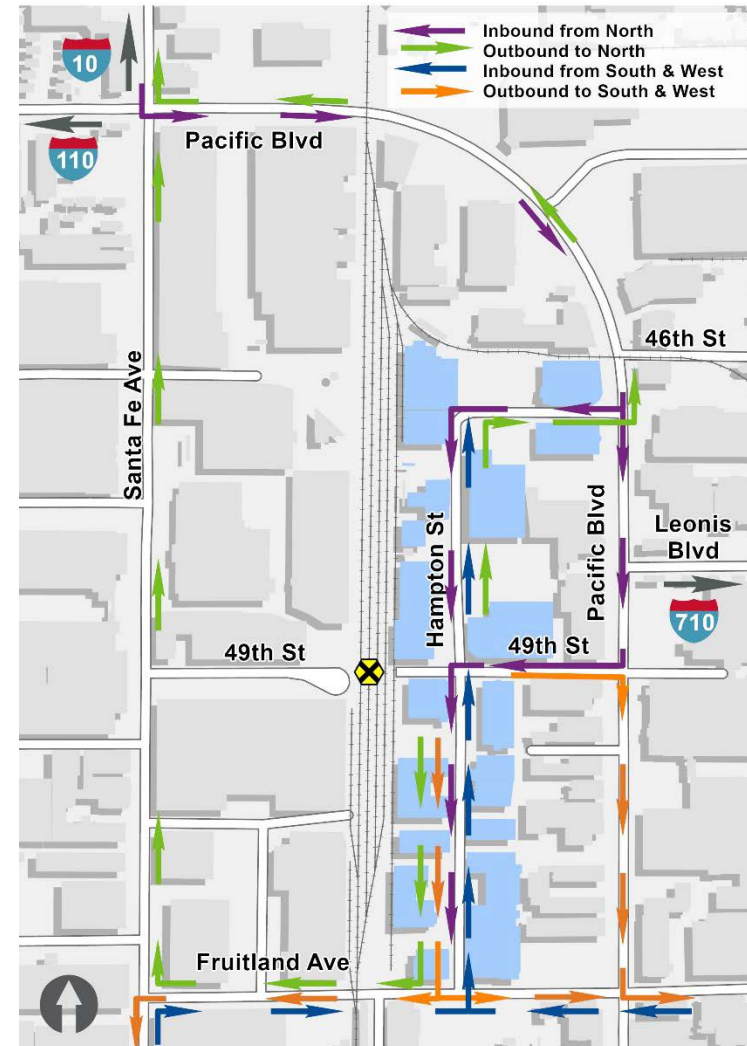 Inbound from North
Outbound to North
Inbound from South & West
Outbound to South & West
10
110
Pacific Blvd
46th St
Santa Fe Ave
Hampton St
Pacific Blvd
Leonis
Blvd
710
49th St
49th St
Fruitland Ave